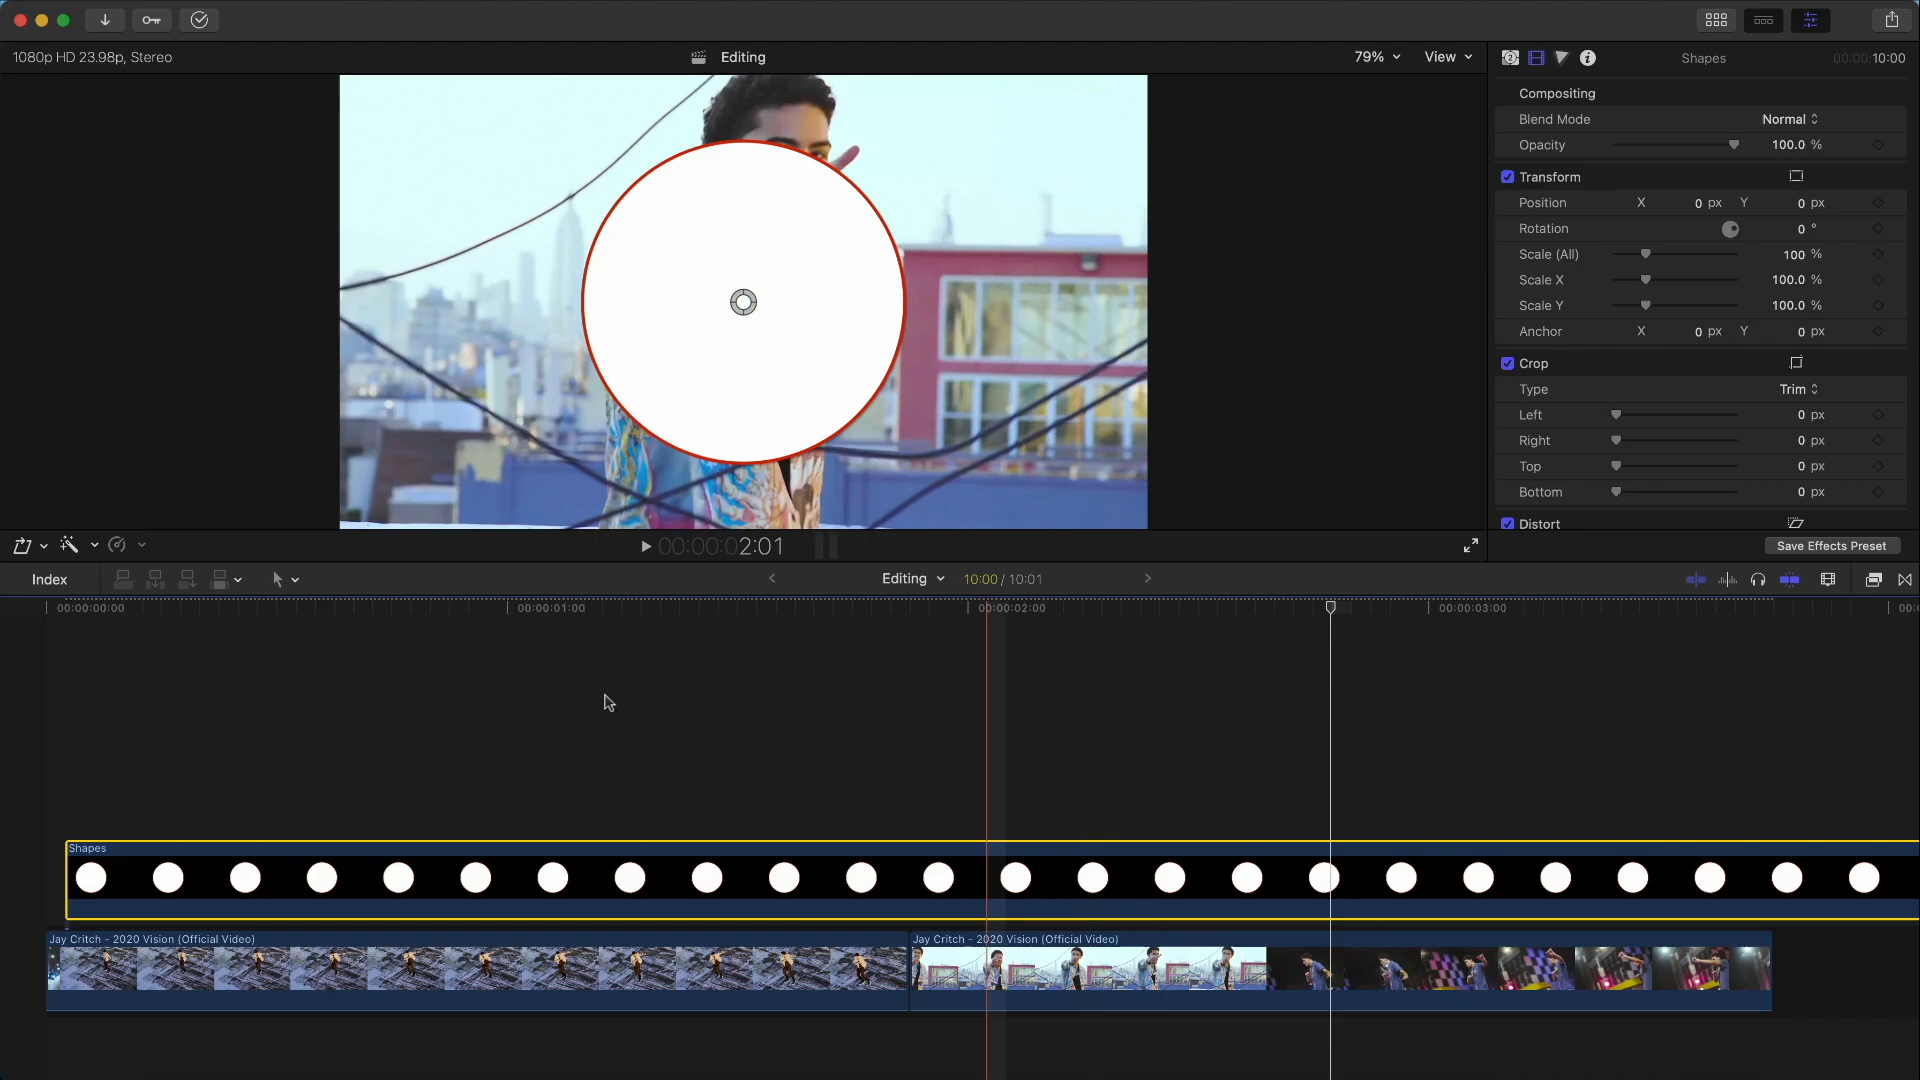 1080p HD 23.98p, Stereo
Editing
79%
View
Shapes
00:00:10:00
Compositing
Blend Mode
Normal
Opacity
100.0 %
Transform
Position
X
0 px
Y
0 px
Rotation
0 °
Scale (All)
100 %
Scale X
100.0 %
Scale Y
100.0 %
Anchor
X
0 px
Y
0 px
Crop
Type
Trim
Left
0 px
Right
0 px
Top
0 px
Bottom
0 px
Distort
00:00:02:01
Save Effects Preset
Index
Editing
10:00 / 10:01
00:00:00:00
00:00:01:00
00:00:02:00
00:00:03:00
Shapes
Jay Critch - 2020 Vision (Official Video)
Jay Critch - 2020 Vision (Official Video)